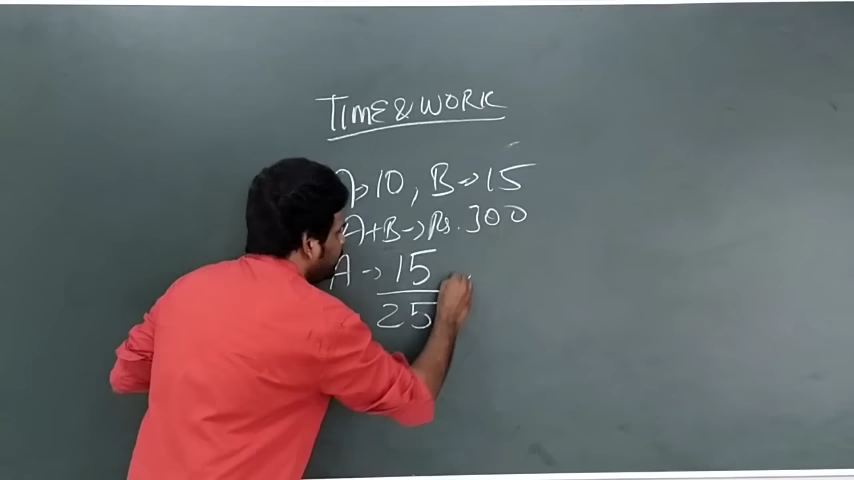 TIME & WORK
A→10, B→15
A+B→Rs. 300
A → 15
25